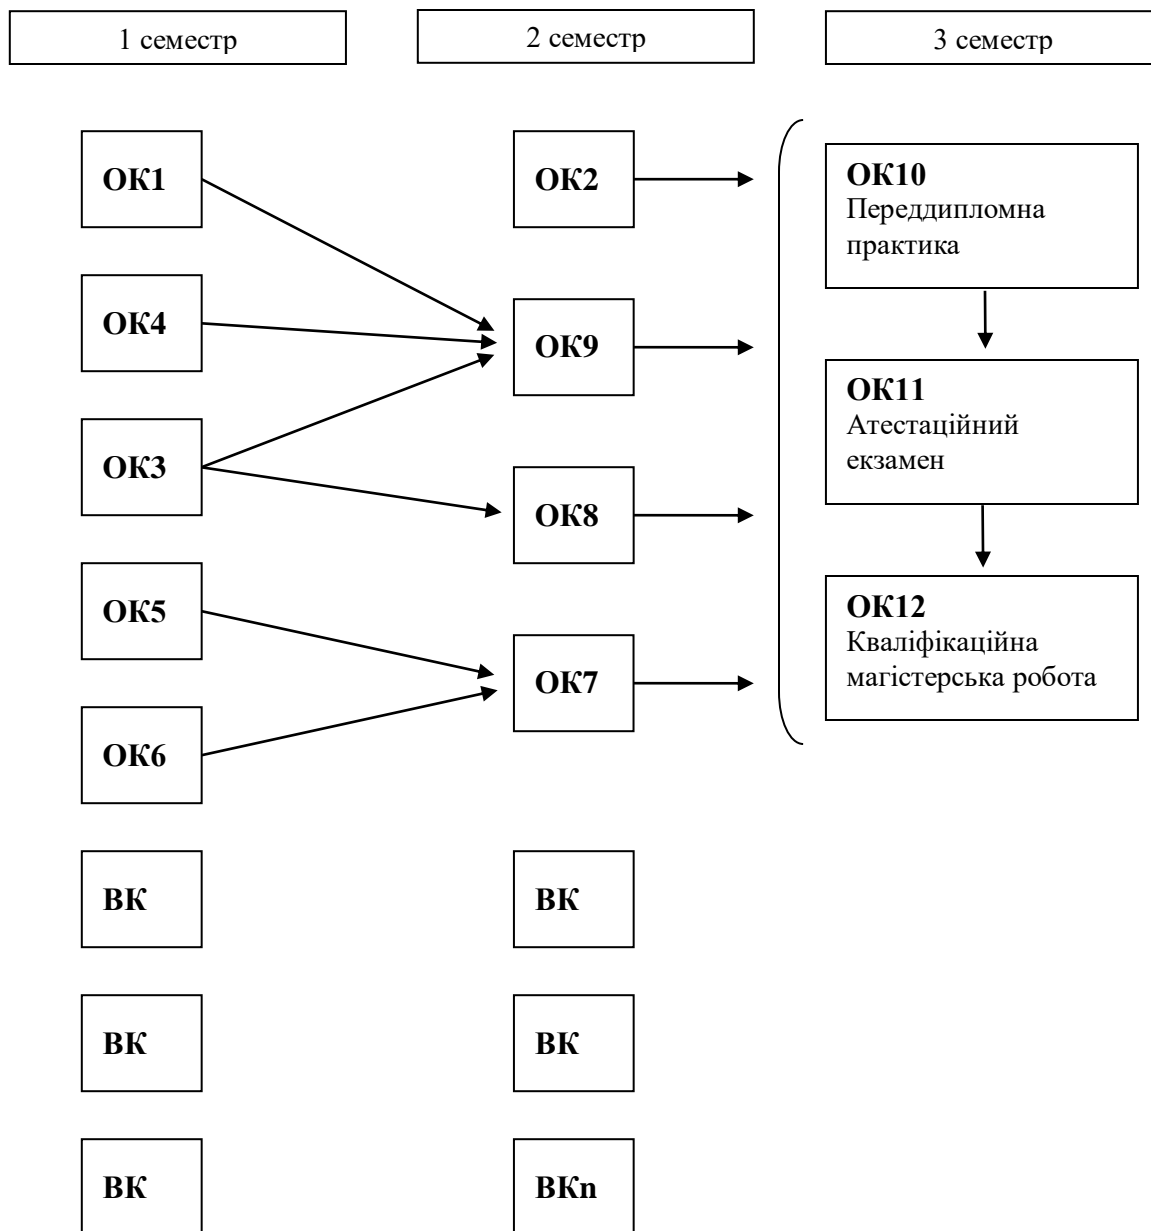 1 семестр
2 семестр
3 семестр
ОК1
ОК4
ОК3
ОК5
ОК6
ВК
ВК
ВК
ОК2
ОК9
ОК8
ОК7
ВК
ВК
ВКn
ОК10
Переддипломна
практика
ОК11
Атестаційний
екзамен
ОК12
Кваліфікаційна
магістерська робота